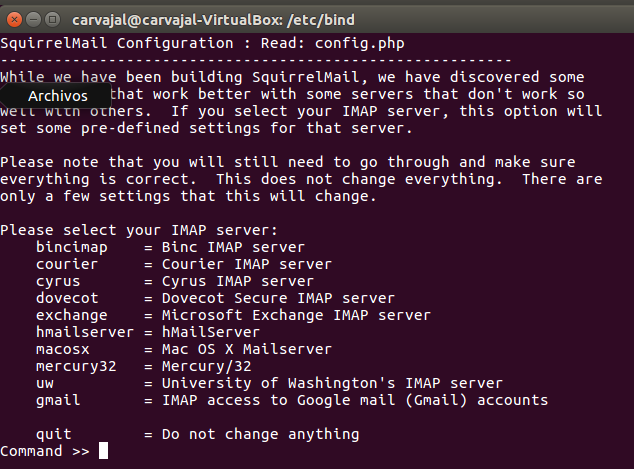 carvajal@carvajal-VirtualBox: /etc/bind
SquirrelMail Configuration : Read: config.php
---------------------------------------------------------
While we have been building SquirrelMail, we have discovered some
Archivos that work better with some servers that don't work so
well with others.  If you select your IMAP server, this option will
set some pre-defined settings for that server.

Please note that you will still need to go through and make sure
everything is correct.  This does not change everything.  There are
only a few settings that this will change.

Please select your IMAP server:
    bincimap    = Binc IMAP server
    courier     = Courier IMAP server
    cyrus       = Cyrus IMAP server
    dovecot     = Dovecot Secure IMAP server
    exchange    = Microsoft Exchange IMAP server
    hmailserver = hMailServer
    macosx      = Mac OS X Mailserver
    mercury32   = Mercury/32
    uw          = University of Washington's IMAP server
    gmail       = IMAP access to Google mail (Gmail) accounts

    quit        = Do not change anything
Command >>